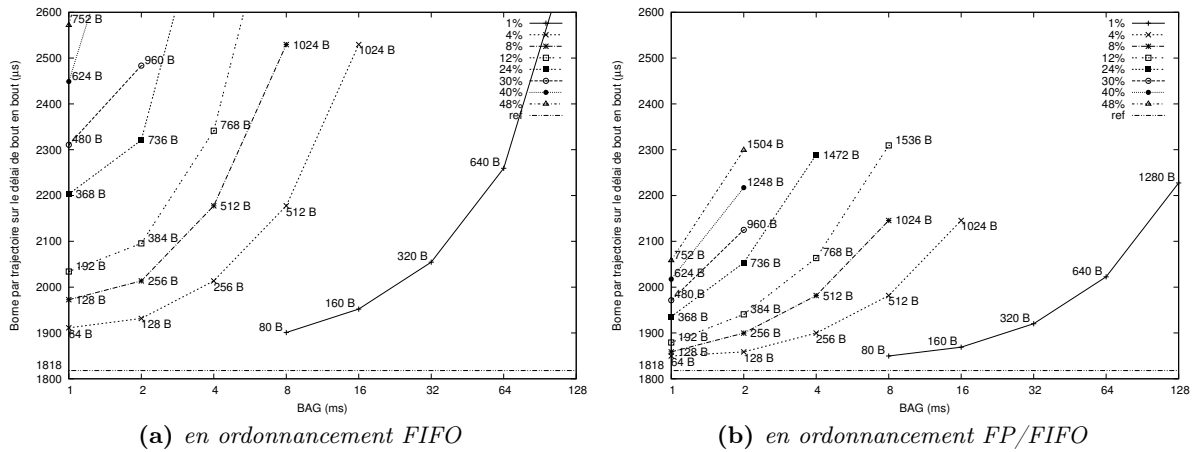 2600
2500
2400
2300
2200
2100
2000
1900
1818
1800
Borne par trajectoire sur le délai de bout en bout (µs)
752 B
624 B
960 B
480 B
736 B
368 B
768 B
384 B
192 B
512 B
256 B
128 B
1024 B
1024 B
512 B
256 B
128 B
64 B
80 B
160 B
320 B
640 B
1%
4%
8%
12%
24%
30%
40%
48%
ref
1 2 4 8 16 32 64 128
BAG (ms)
(a) en ordonnancement FIFO
2600
2500
2400
2300
2200
2100
2000
1900
1818
1800
Borne par trajectoire sur le délai de bout en bout (µs)
1504 B
1248 B
960 B
752 B
624 B
480 B
1472 B
736 B
368 B
1536 B
768 B
384 B
192 B
1024 B
512 B
256 B
128 B
1024 B
512 B
256 B
128 B
64 B
80 B
160 B
320 B
640 B
1280 B
1%
4%
8%
12%
24%
30%
40%
48%
ref
1 2 4 8 16 32 64 128
BAG (ms)
(b) en ordonnancement FP/FIFO